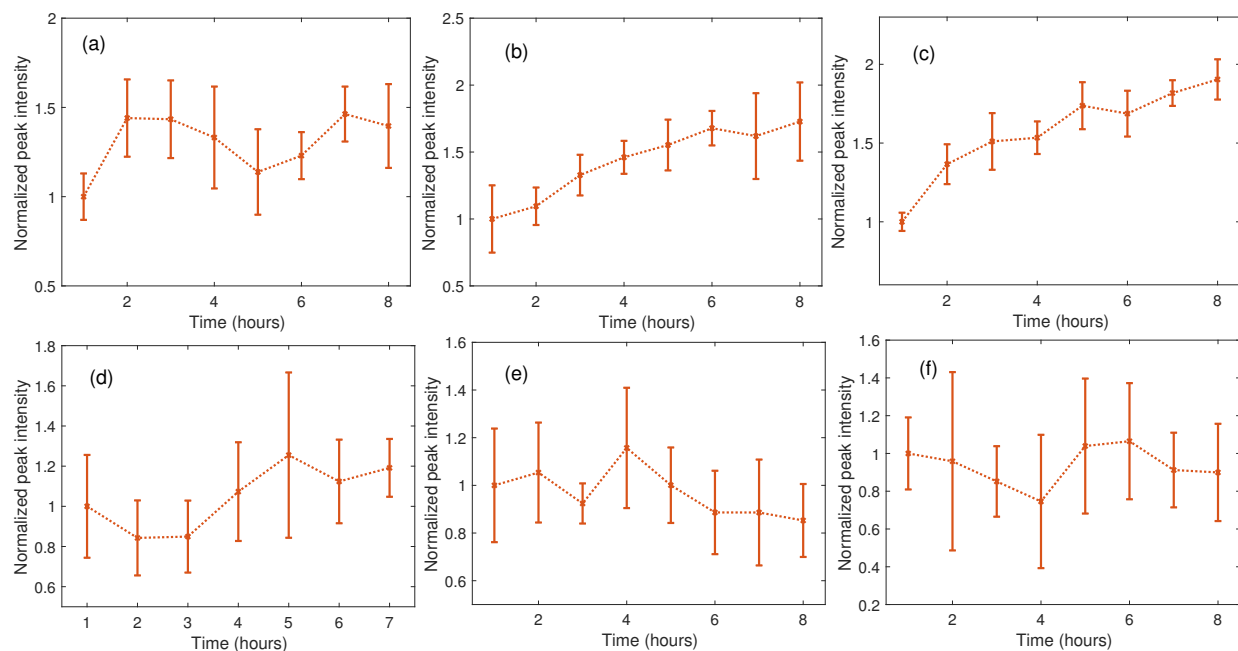 (a)
Normalized peak intensity
2
1.5
1
0.5
2 4 6 8
Time (hours)
(b)
Normalized peak intensity
2.5
2
1.5
1
0.5
2 4 6 8
Time (hours)
(c)
Normalized peak intensity
2
1.5
1
2 4 6 8
Time (hours)
(d)
Normalized peak intensity
1.8
1.6
1.4
1.2
1
0.8
0.6
1 2 3 4 5 6 7
Time (hours)
(e)
Normalized peak intensity
1.6
1.4
1.2
1
0.8
0.6
2 4 6 8
Time (hours)
(f)
Normalized peak intensity
1.6
1.4
1.2
1
0.8
0.6
0.4
0.2
2 4 6 8
Time (hours)